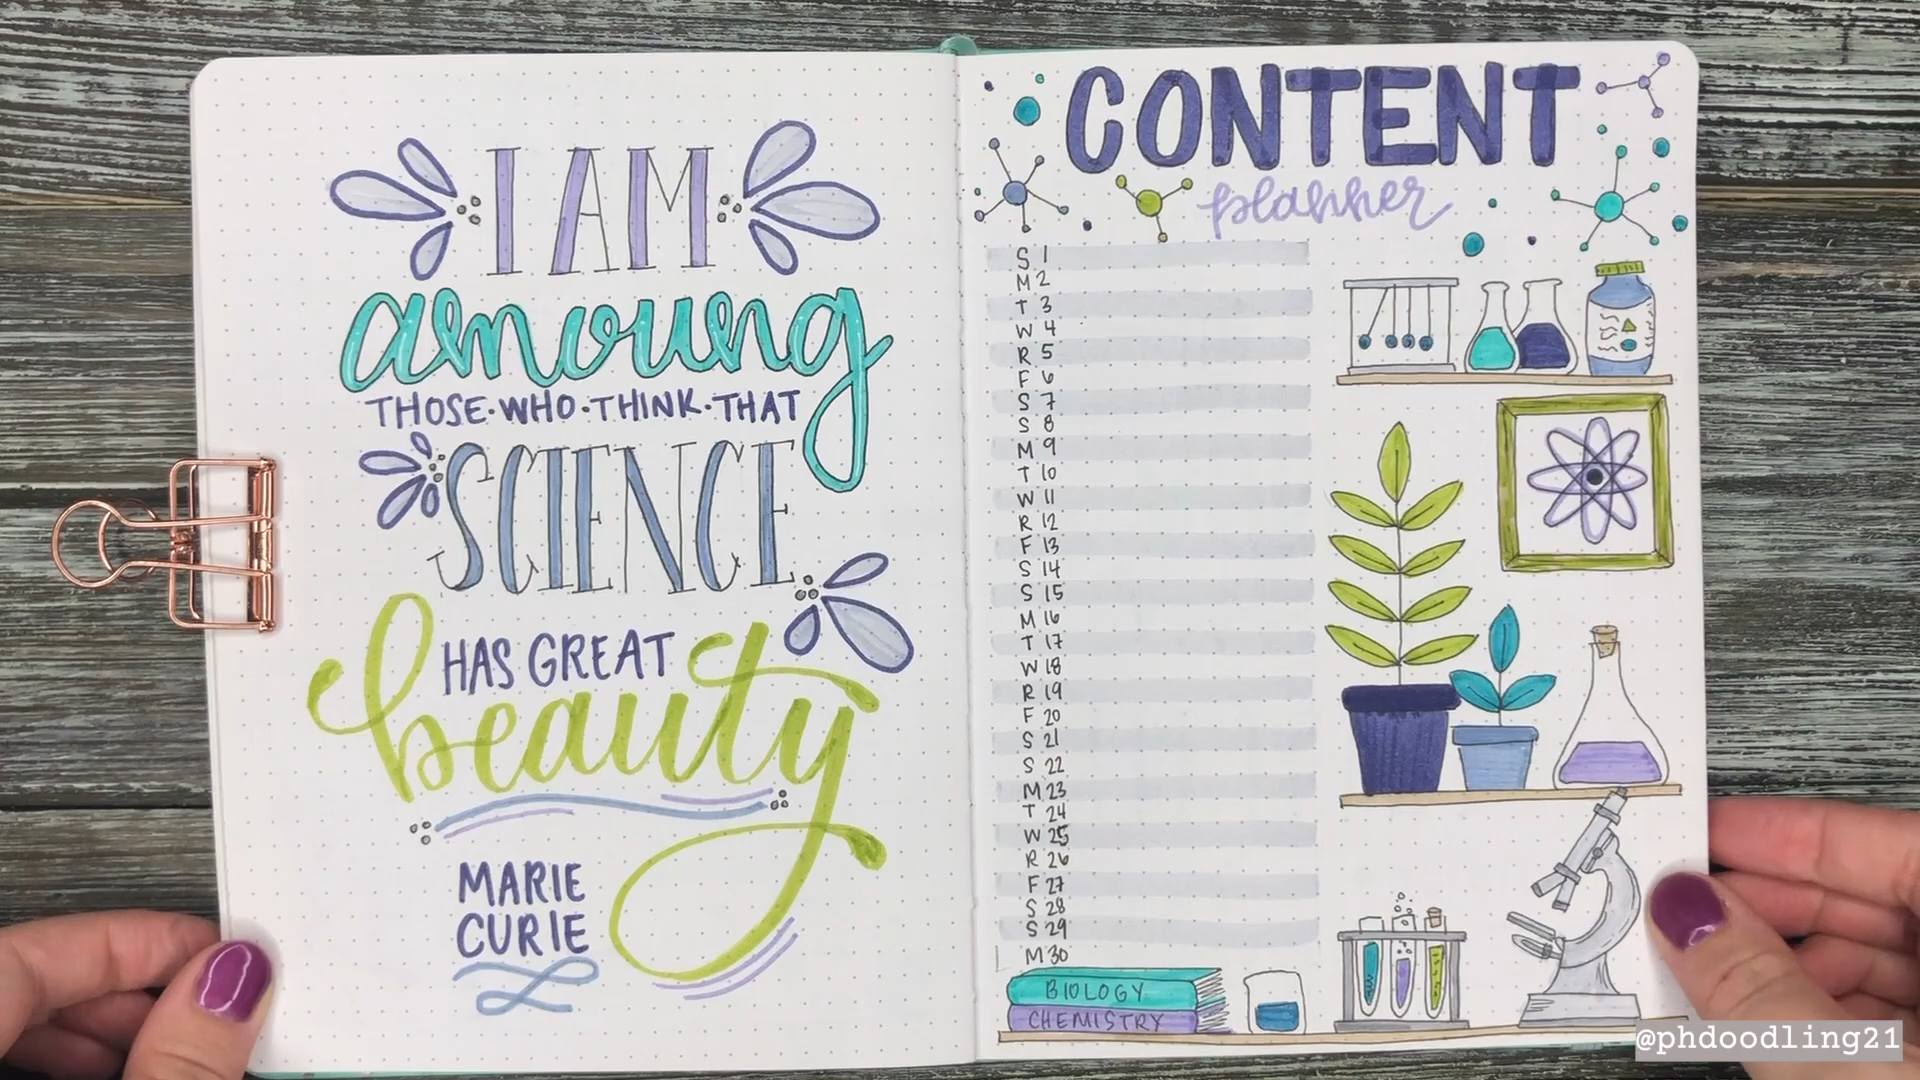 I AM
amoung
THOSE·WHO·THINK·THAT
SCIENCE
HAS GREAT
beauty
MARIE
CURIE
CONTENT
planner
S 1
M 2
T 3
W 4
R 5
F 6
S 7
S 8
M 9
T 10
W 11
R 12
F 13
S 14
S 15
M 16
T 17
W 18
R 19
F 20
S 21
S 22
M 23
T 24
W 25
R 26
F 27
S 28
S 29
M 30
BIOLOGY
CHEMISTRY
@phdoodling21